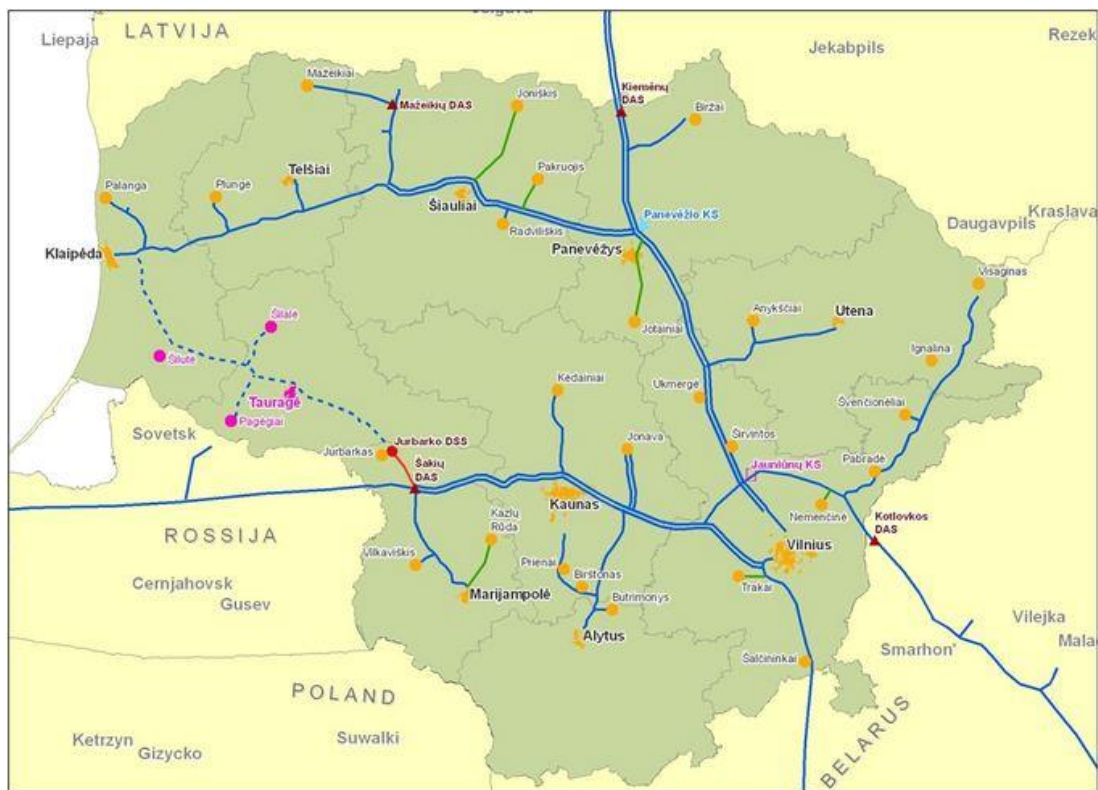 Jelgava
LATVIJA
Liepaja
Jekabpils
Rezek
Mažeikiai
Mažeikių DAS
Joniškis
Kiemėnų
DAS
Biržai
Telšiai
Palanga
Plungė
Šiauliai
Pakruojis
Radviliškis
Panevėžio KS
Panevėžys
Daugavpils
Kraslava
Klaipėda
Visaginas
Šilalė
Šilutė
Jotainiai
Anykščiai
Utena
Ignalina
Tauragė
Pagėgiai
Kėdainiai
Ukmergė
Švenčionėliai
Sovetsk
Jurbarko DSS
Jurbarkas
Šakių
DAS
Jonava
Širvintos
Jauniūnų KS
Pabradė
Kaunas
Nemenčinė
Kotlovkos
DAS
ROSSIJA
Kazlų
Rūda
Vilnius
Vilkaviškis
Prienai
Birštonas
Trakai
Cernjahovsk
Gusev
Marijampolė
Butrimonys
Alytus
Vilejka
Malad
Smarhon'
Šalčininkai
POLAND
BELARUS
Ketrzyn
Gizycko
Suwalki